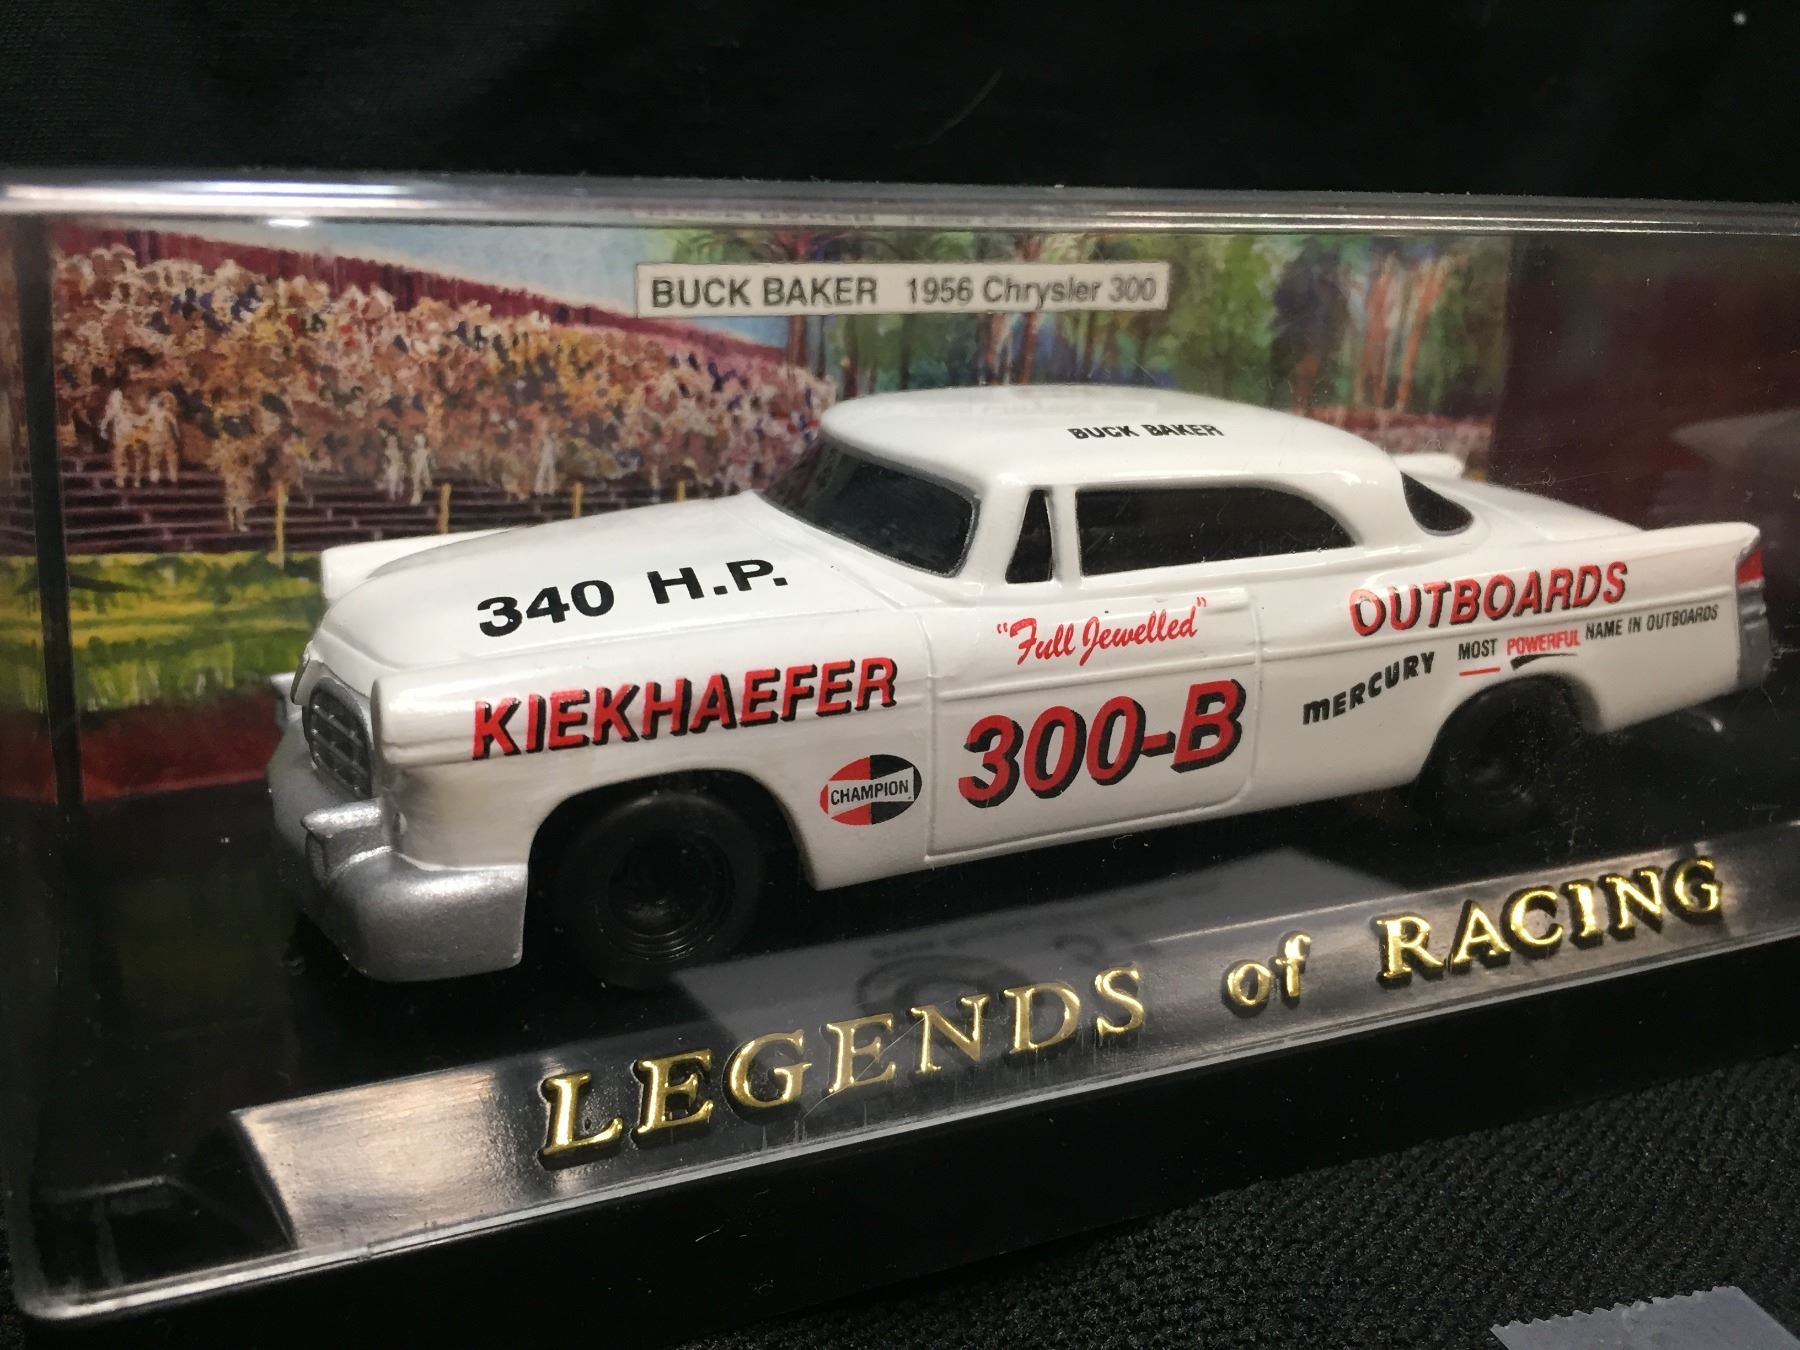 BUCK BAKER 1956 Chrysler 300
BUCK BAKER
340 H.P.
KIEKHAEFER
"Full Jewelled"
OUTBOARDS
MERCURY MOST POWERFUL NAME IN OUTBOARDS
300-B
CHAMPION
LEGENDS of RACING